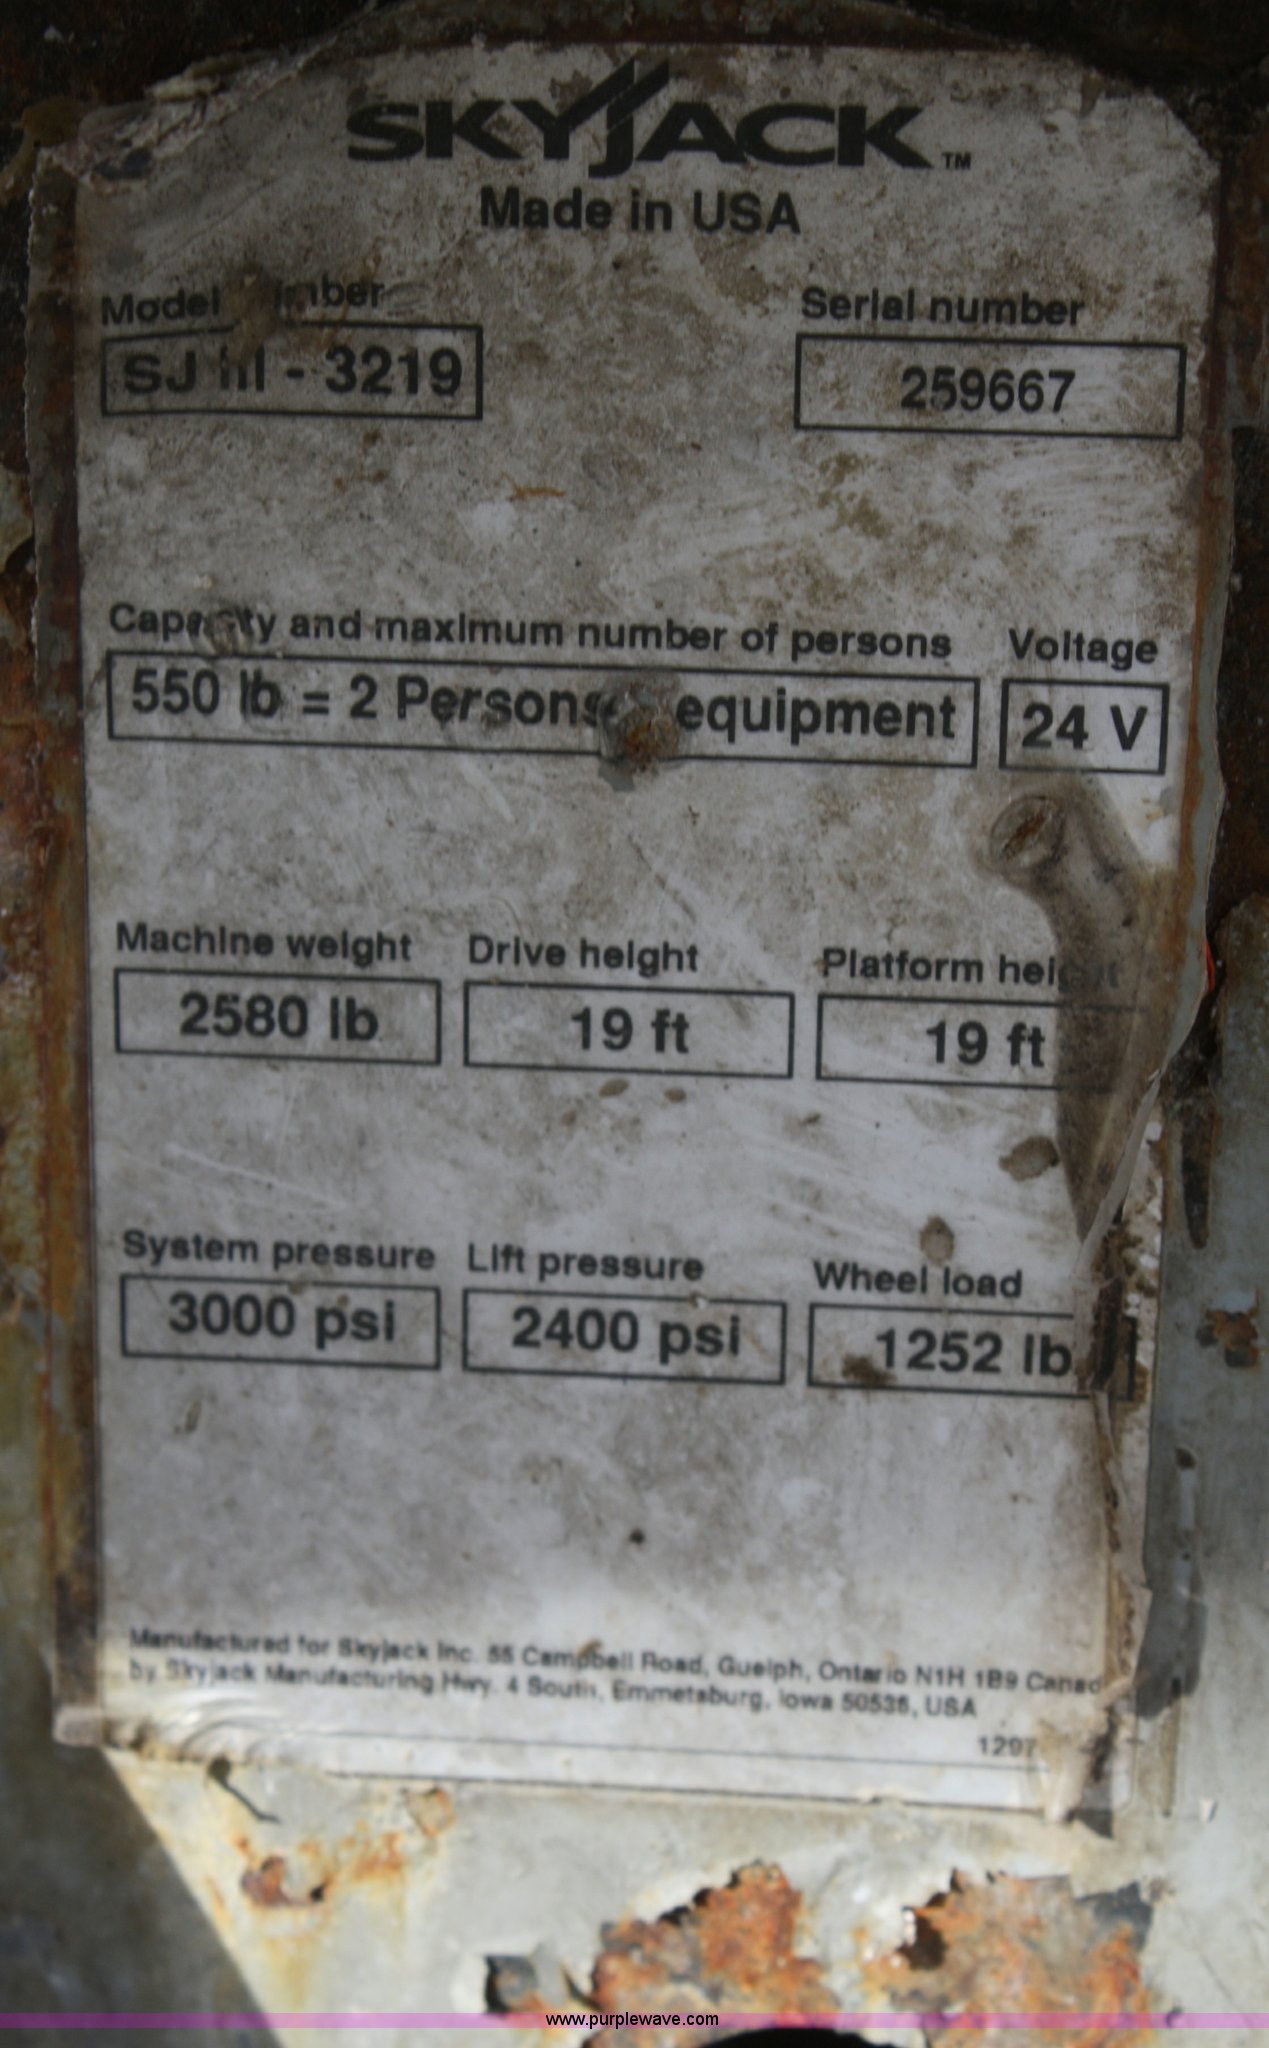 SKYJACK™
Made in USA
Model number Serial number
SJ III - 3219 259667
Capacity and maximum number of persons Voltage
550 lb = 2 Persons equipment 24 V
Machine weight Drive height Platform height
2580 lb 19 ft 19 ft
System pressure Lift pressure Wheel load
3000 psi 2400 psi 1252 lb
Manufactured for Skyjack Inc. 55 Campbell Road, Guelph, Ontario N1H 1B9 Canad
by Skyjack Manufacturing Hwy. 4 South, Emmetsburg, Iowa 50536, USA
1297
www.purplewave.com